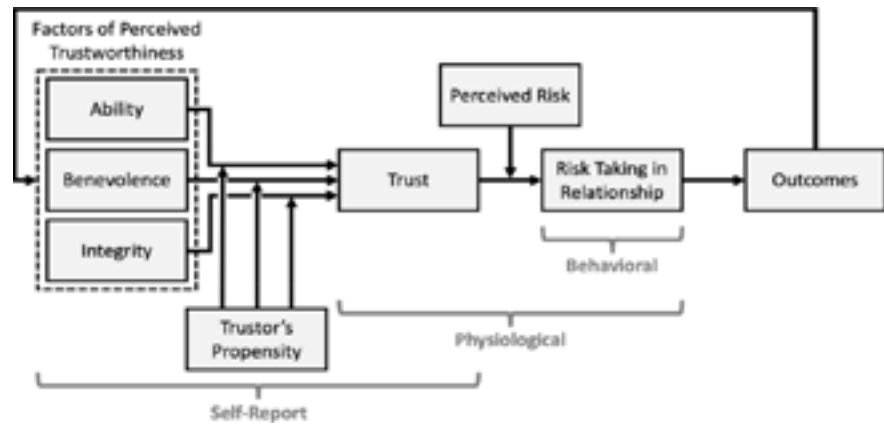 Factors of Perceived
Trustworthiness
Ability
Benevolence
Integrity
Trustor's
Propensity
Trust
Perceived Risk
Risk Taking in
Relationship
Outcomes
Behavioral
Physiological
Self-Report